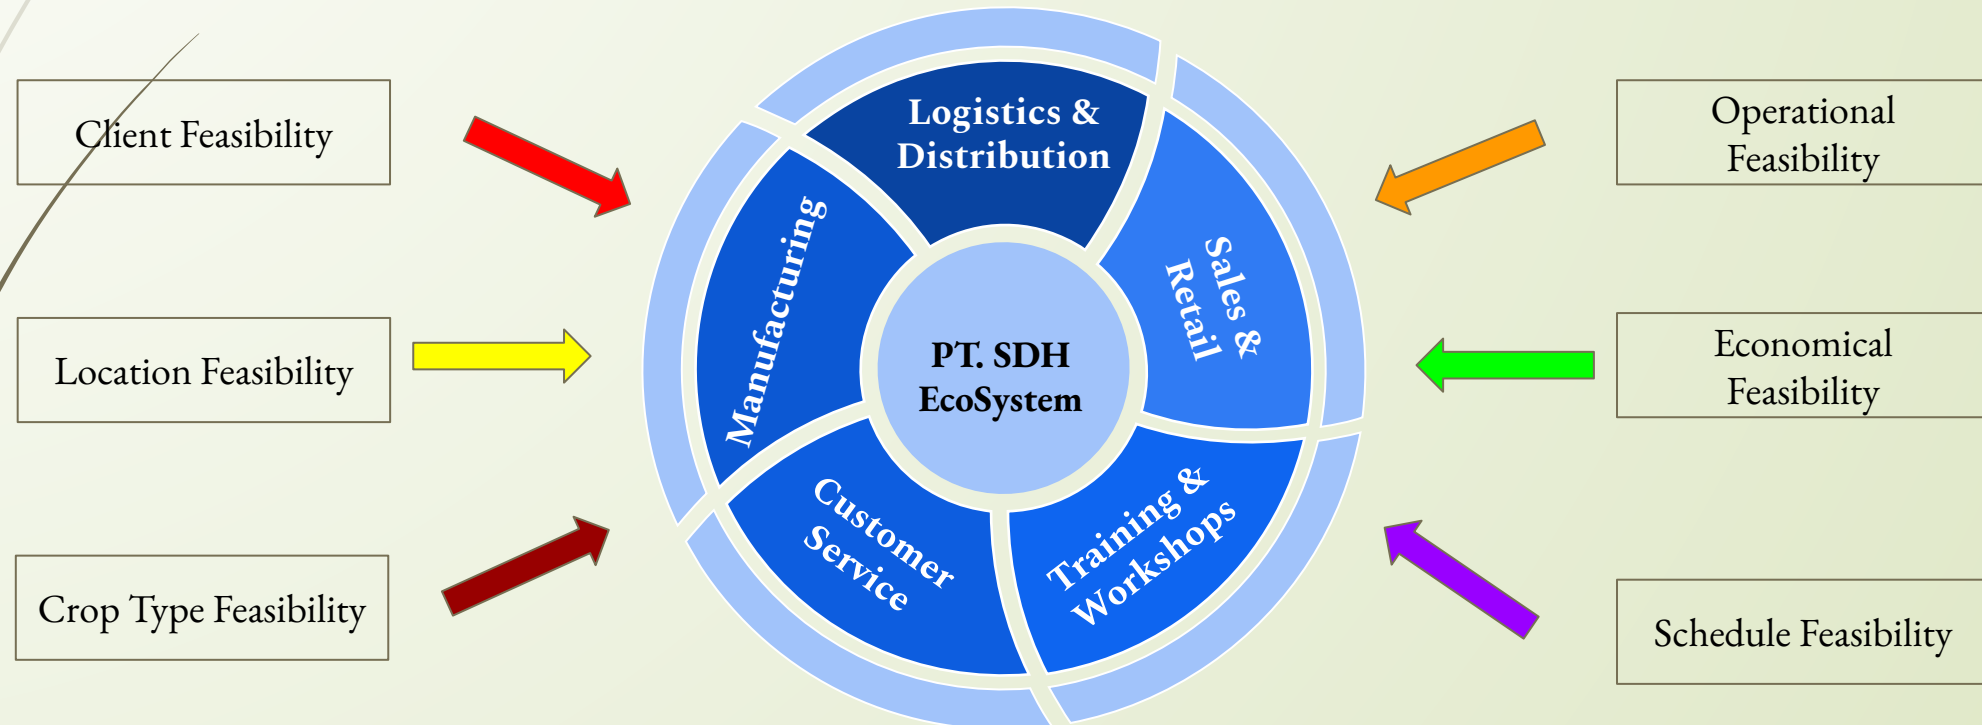 Client Feasibility
Location Feasibility
Crop Type Feasibility
Logistics &
Distribution
Manufacturing
Sales &
Retail
PT. SDH
EcoSystem
Customer
Service
Training &
Workshops
Operational
Feasibility
Economical
Feasibility
Schedule Feasibility